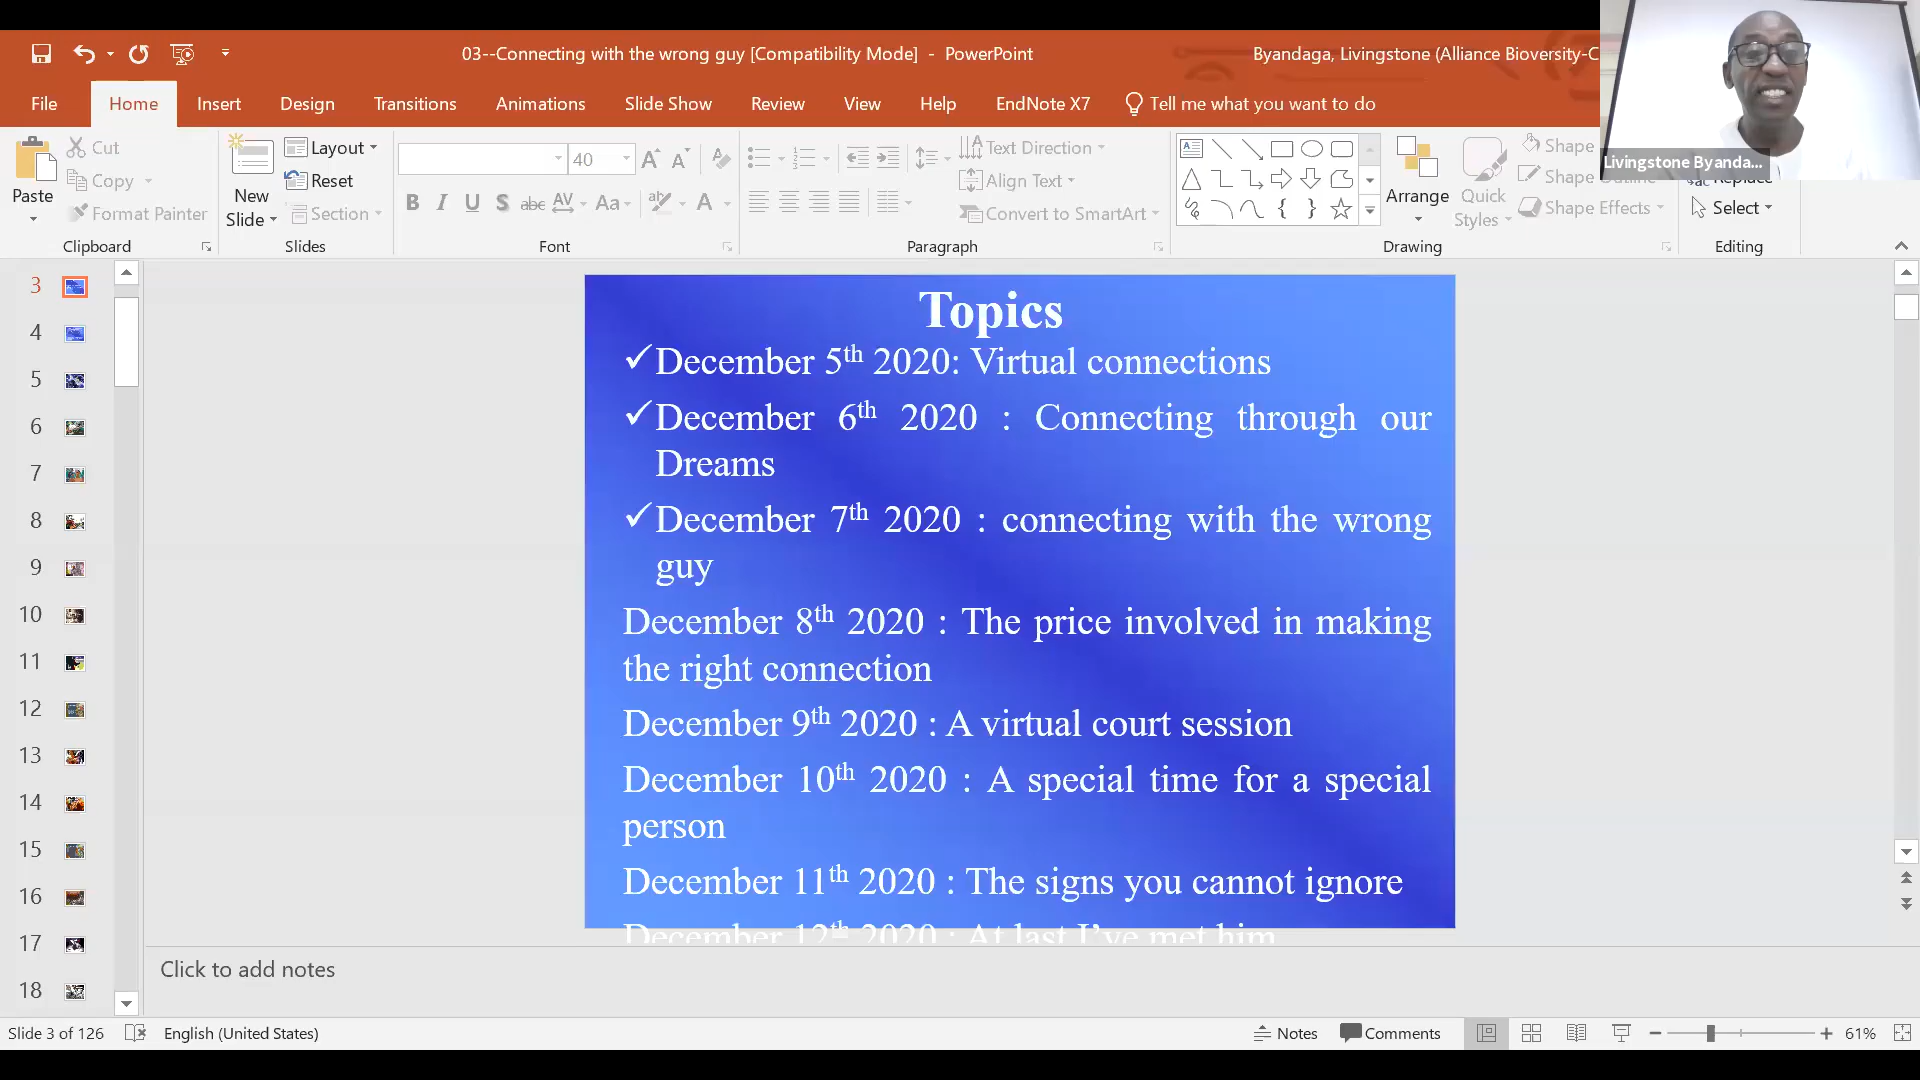 03--Connecting with the wrong guy [Compatibility Mode] - PowerPoint
Byandaga, Livingstone (Alliance Bioversity-C
File Home Insert Design Transitions Animations Slide Show Review View Help EndNote X7 Tell me what you want to do
Livingstone Byanda...
Paste
Cut
Copy
Format Painter
Clipboard
New
Slide
Layout
Reset
Section
Slides
40
B I U S abc AV Aa A
Font
Text Direction
Align Text
Convert to SmartArt
Paragraph
Arrange
Quick
Styles
Shape
Shape Outline
Shape Effects
Drawing
Replace
Select
Editing
3
4
5
6
7
8
9
10
11
12
13
14
15
16
17
18
Topics
✓December 5th 2020: Virtual connections
✓December 6th 2020 : Connecting through our
Dreams
✓December 7th 2020 : connecting with the wrong
guy
December 8th 2020 : The price involved in making
the right connection
December 9th 2020 : A virtual court session
December 10th 2020 : A special time for a special
person
December 11th 2020 : The signs you cannot ignore
December 12th 2020 : At last I've met him
Click to add notes
Slide 3 of 126 English (United States) Notes Comments 61%